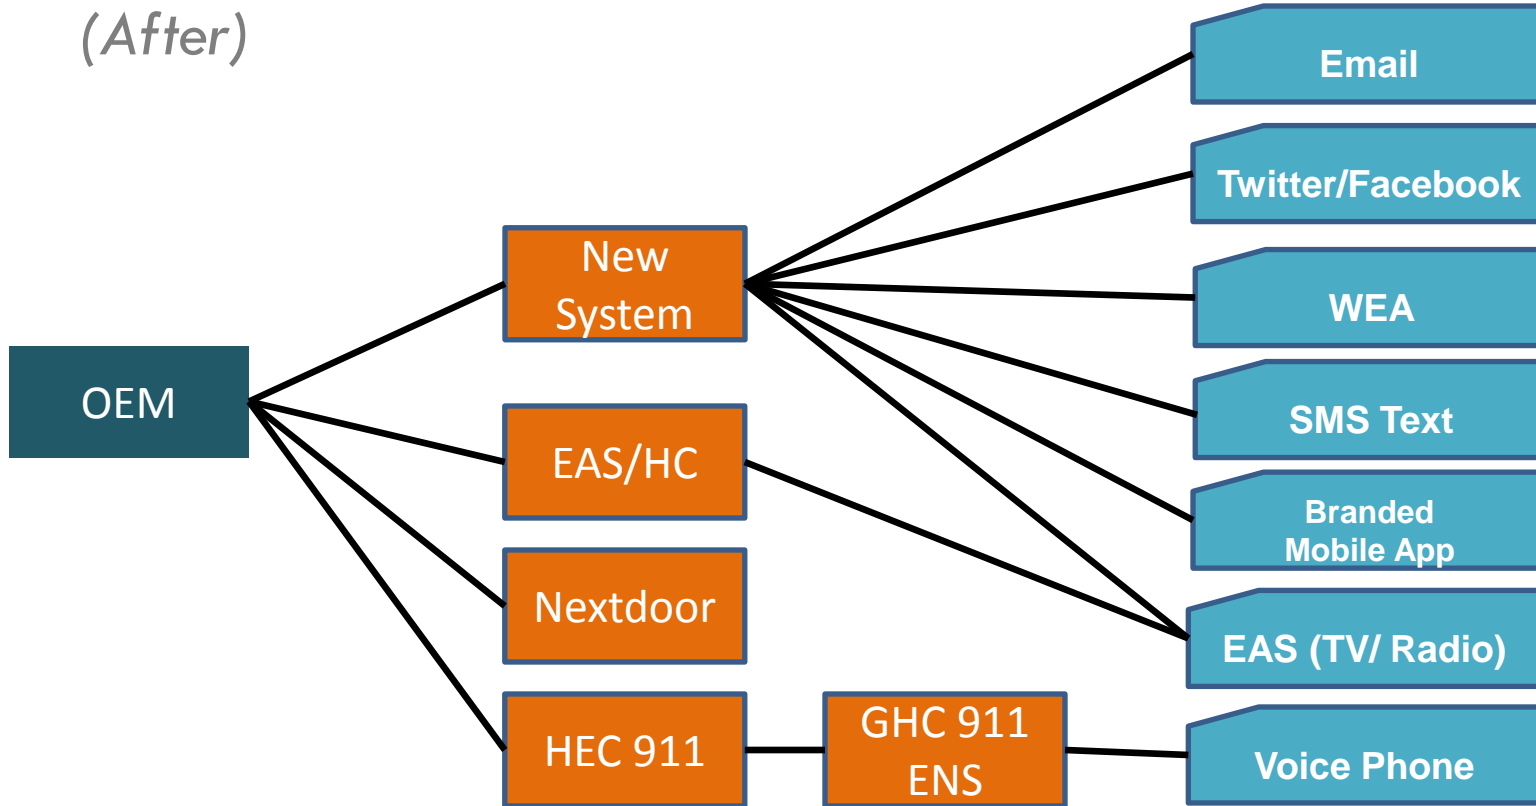 (After)
Email
Twitter/Facebook
New
System
WEA
OEM
SMS Text
EAS/HC
Branded
Mobile App
Nextdoor
EAS (TV/ Radio)
HEC 911
GHC 911
ENS
Voice Phone